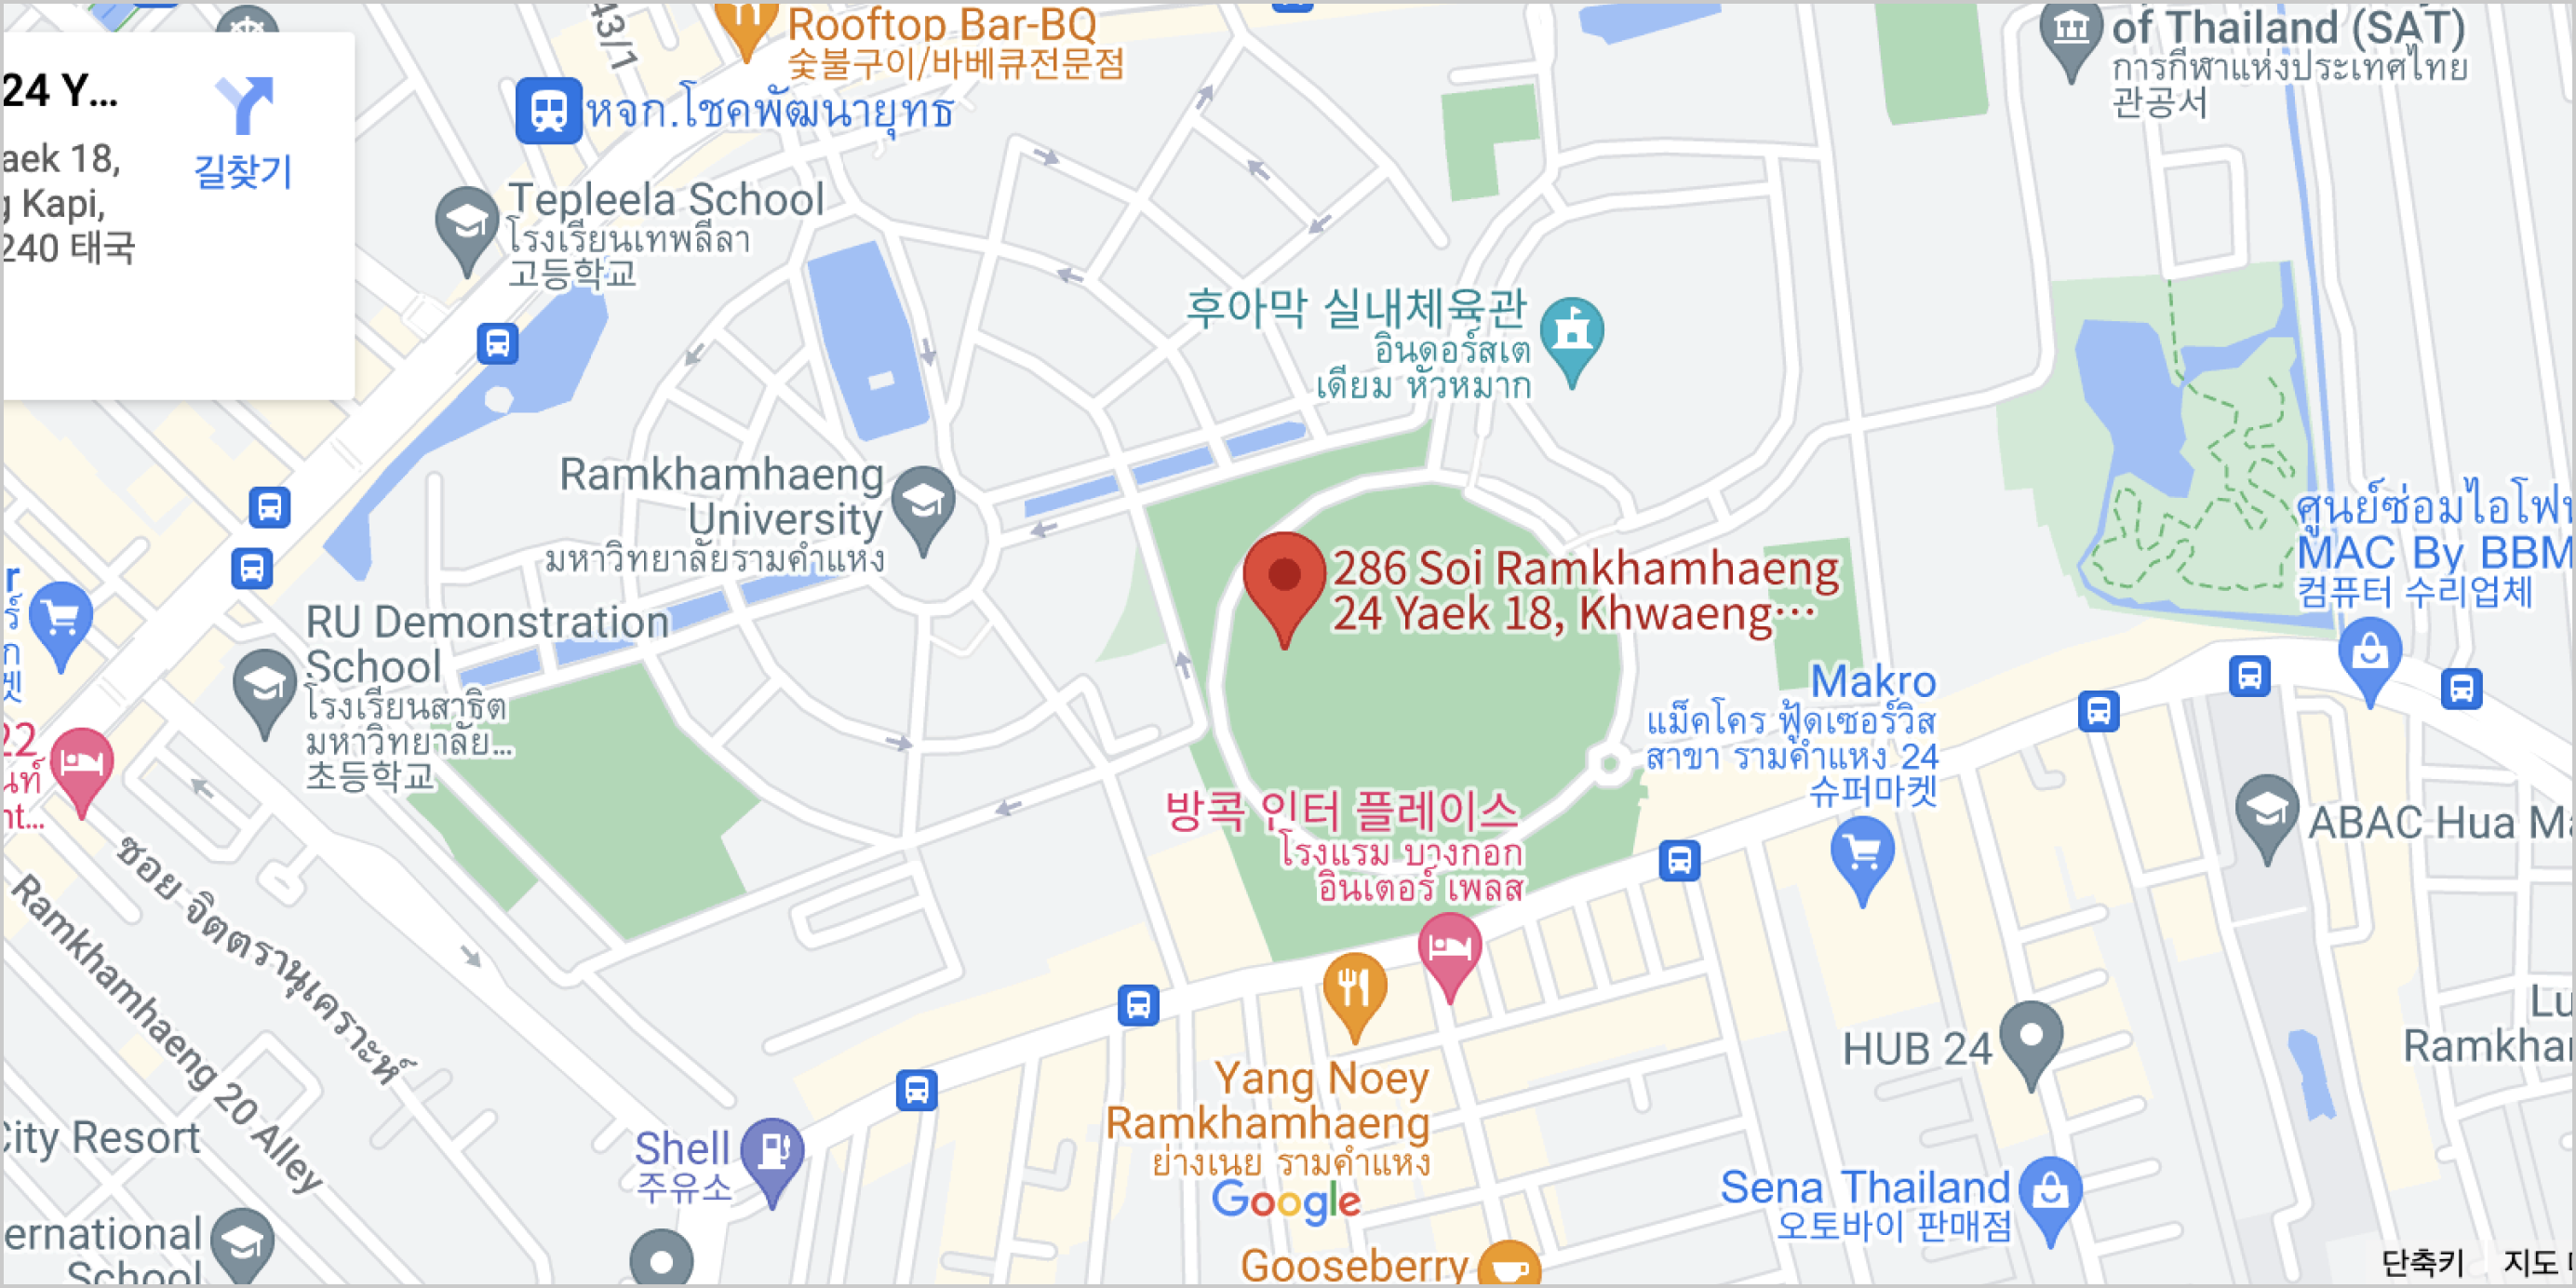 43/1
Rooftop Bar-BQ
숯불구이/바베큐전문점
of Thailand (SAT)
การกีฬาแห่งประเทศไทย
관공서
24 Y...
aek 18,
g Kapi,
240 태국
길찾기
หจก.โชคพัฒนายุทธ
Tepleela School
โรงเรียนเทพลีลา
고등학교
후아막 실내체육관
อินดอร์สเต
เดียม หัวหมาก
Ramkhamhaeng
University
มหาวิทยาลัยรามคำแหง
286 Soi Ramkhamhaeng
24 Yaek 18, Khwaeng…
ศูนย์ซ่อมไอโฟน
MAC By BBM
컴퓨터 수리업체
RU Demonstration
School
โรงเรียนสาธิต
มหาวิทยาลัย...
초등학교
r
22
nt...
Makro
แม็คโคร ฟู้ดเซอร์วิส
สาขา รามคำแหง 24
슈퍼마켓
방콕 인터 플레이스
โรงแรม บางกอก
อินเตอร์ เพลส
ABAC Hua Ma
ซอย จิตตรานุเคราะห์
Ramkhamhaeng 20 Alley
HUB 24
Lu
Ramkha
Yang Noey
Ramkhamhaeng
ย่างเนย รามคำแหง
City Resort
Shell
주유소
Google
Sena Thailand
오토바이 판매점
ernational
School
Gooseberry
단축키
지도